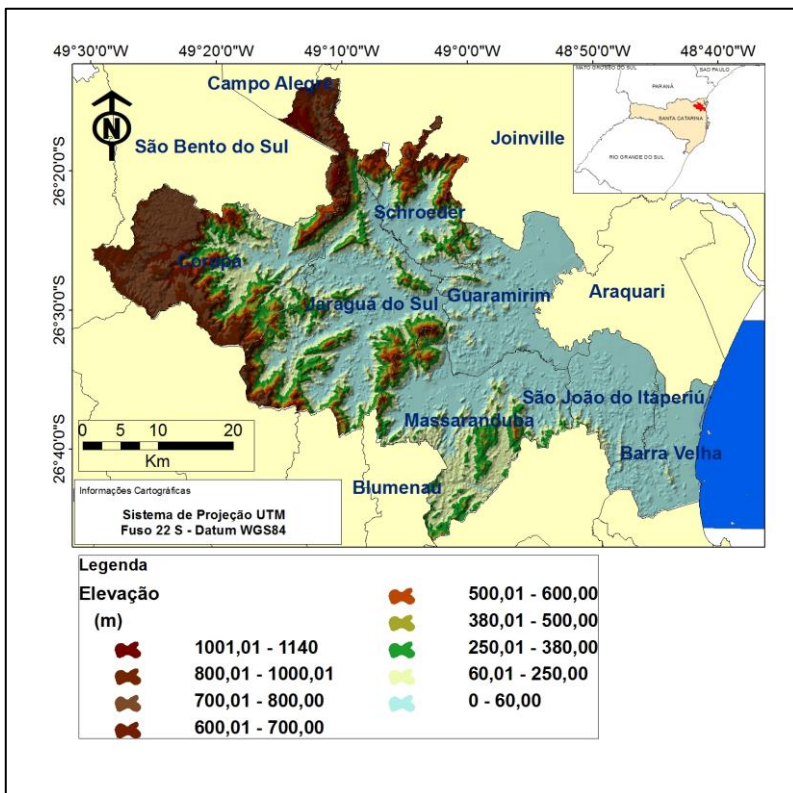 49°30'0"W 49°20'0"W 49°10'0"W 49°0'0"W 48°50'0"W 48°40'0"W
Campo Alegre
N
São Bento do Sul
Joinville
MATO GROSSO DO SUL
SAO PAULO
PARANÁ
SANTA CATARINA
RIO GRANDE DO SUL
26°20'0"S
Schroeder
Corupá
Jaraguá do Sul
Guaramirim
Araquari
26°30'0"S
São João do Itaperiú
Massaranduba
Barra Velha
26°40'0"S
Blumenau
0 5 10 20
Km
Informações Cartográficas
Sistema de Projeção UTM
Fuso 22 S - Datum WGS84
Legenda
Elevação
(m)
1001,01 - 1140
800,01 - 1000,01
700,01 - 800,00
600,01 - 700,00
500,01 - 600,00
380,01 - 500,00
250,01 - 380,00
60,01 - 250,00
0 - 60,00